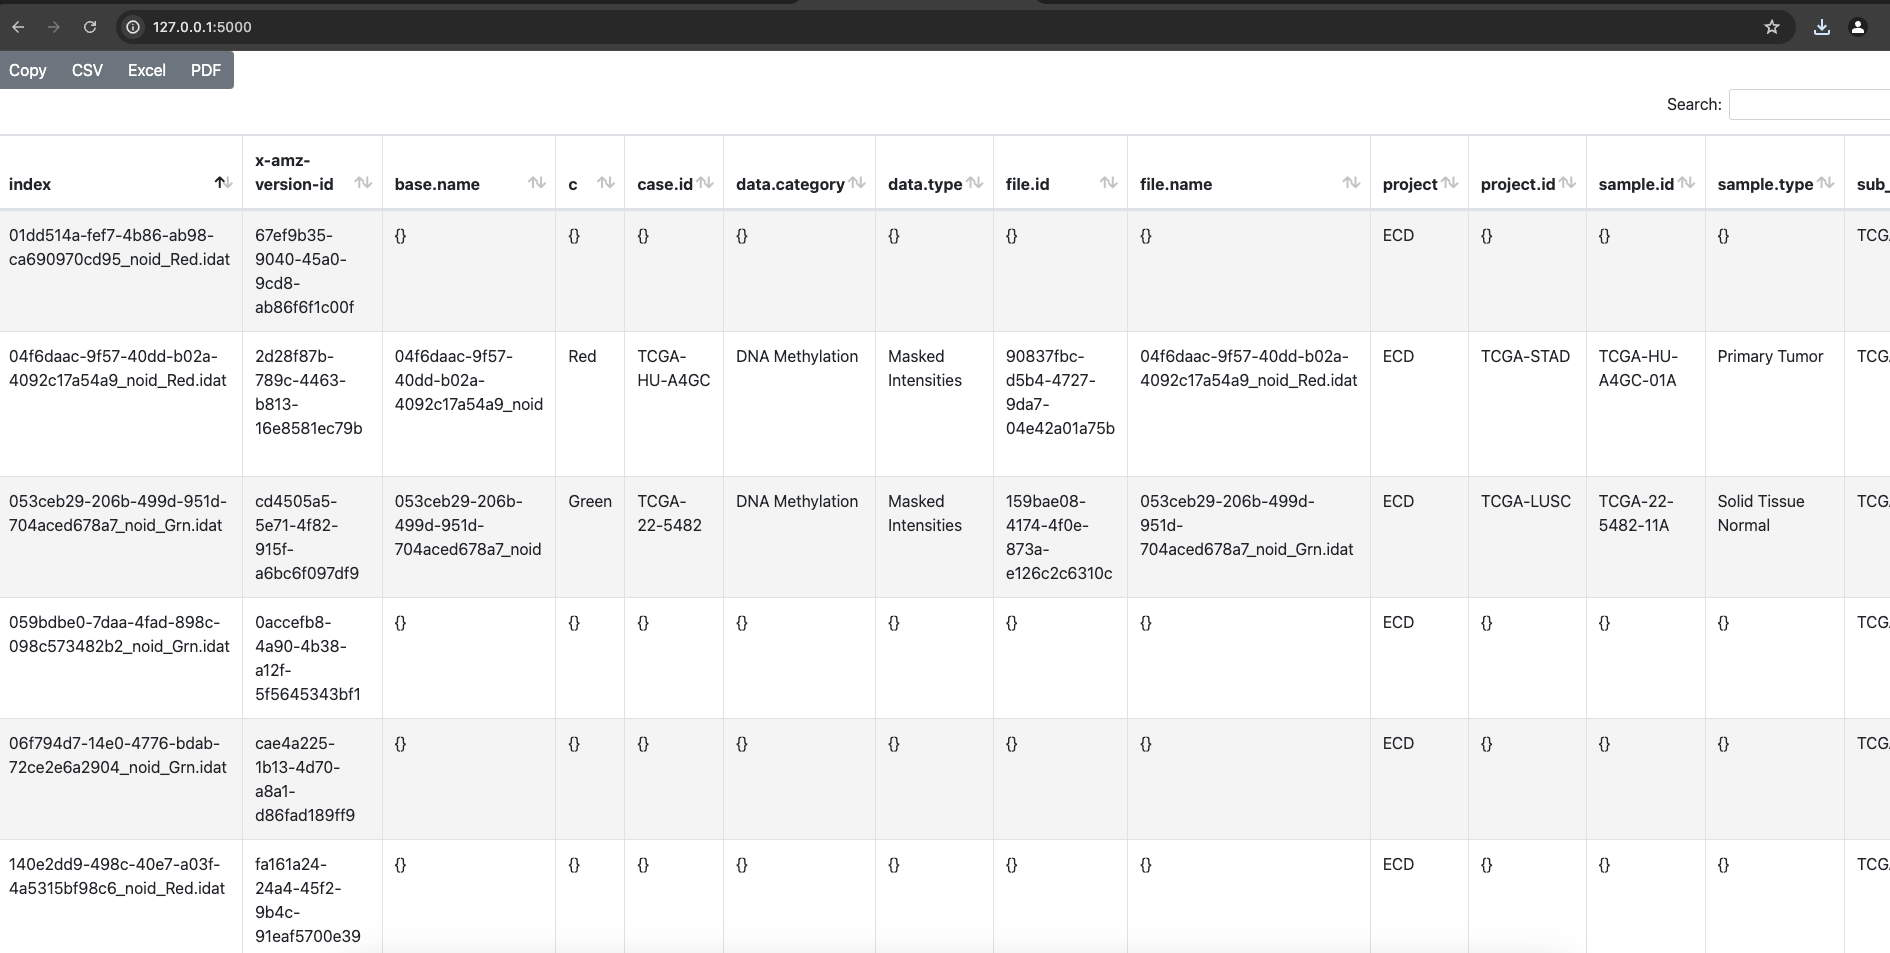 127.0.0.1:5000
Copy CSV Excel PDF
Search:
index x-amz-version-id base.name c case.id data.category data.type file.id file.name project project.id sample.id sample.type sub_
01dd514a-fef7-4b86-ab98-ca690970cd95_noid_Red.idat 67ef9b35-9040-45a0-9cd8-ab86f6f1c00f {} {} {} {} {} {} {} ECD {} {} {} TCG
04f6daac-9f57-40dd-b02a-4092c17a54a9_noid_Red.idat 2d28f87b-789c-4463-b813-16e8581ec79b 04f6daac-9f57-40dd-b02a-4092c17a54a9_noid Red TCGA-HU-A4GC DNA Methylation Masked Intensities 90837fbc-d5b4-4727-9da7-04e42a01a75b 04f6daac-9f57-40dd-b02a-4092c17a54a9_noid_Red.idat ECD TCGA-STAD TCGA-HU-A4GC-01A Primary Tumor TCG
053ceb29-206b-499d-951d-704aced678a7_noid_Grn.idat cd4505a5-5e71-4f82-915f-a6bc6f097df9 053ceb29-206b-499d-951d-704aced678a7_noid Green TCGA-22-5482 DNA Methylation Masked Intensities 159bae08-4174-4f0e-873a-e126c2c6310c 053ceb29-206b-499d-951d-704aced678a7_noid_Grn.idat ECD TCGA-LUSC TCGA-22-5482-11A Solid Tissue Normal TCG
059bdbe0-7daa-4fad-898c-098c573482b2_noid_Grn.idat 0accefb8-4a90-4b38-a12f-5f5645343bf1 {} {} {} {} {} {} {} ECD {} {} {} TCG
06f794d7-14e0-4776-bdab-72ce2e6a2904_noid_Grn.idat cae4a225-1b13-4d70-a8a1-d86fad189ff9 {} {} {} {} {} {} {} ECD {} {} {} TCG
140e2dd9-498c-40e7-a03f-4a5315bf98c6_noid_Red.idat fa161a24-24a4-45f2-9b4c-91eaf5700e39 {} {} {} {} {} {} {} ECD {} {} {} TCG